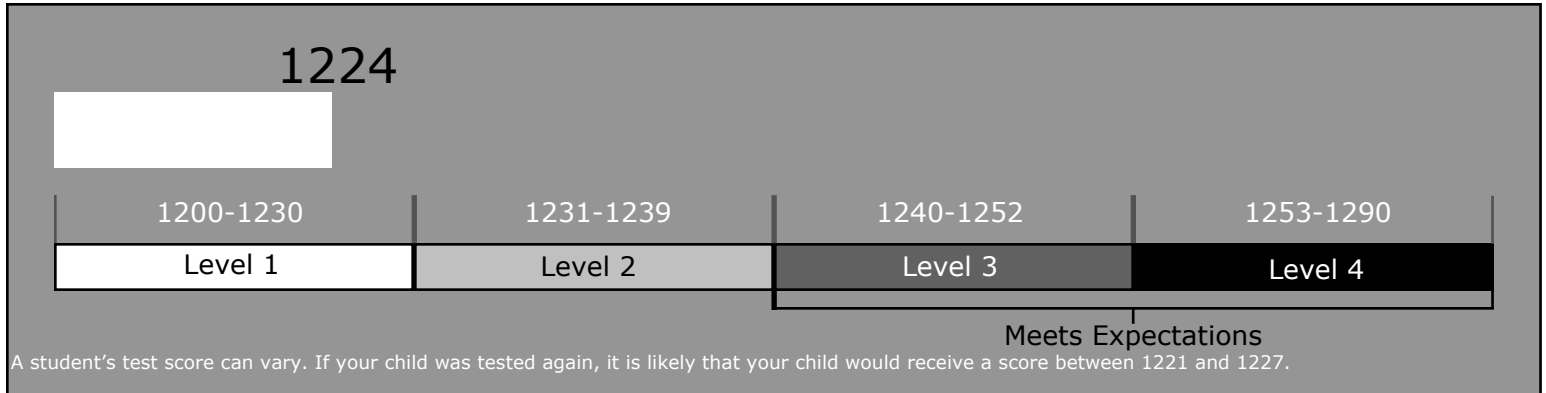 1224
1200-1230 1231-1239 1240-1252 1253-1290
Level 1 Level 2 Level 3 Level 4
Meets Expectations
A student’s test score can vary. If your child was tested again, it is likely that your child would receive a score between 1221 and 1227.